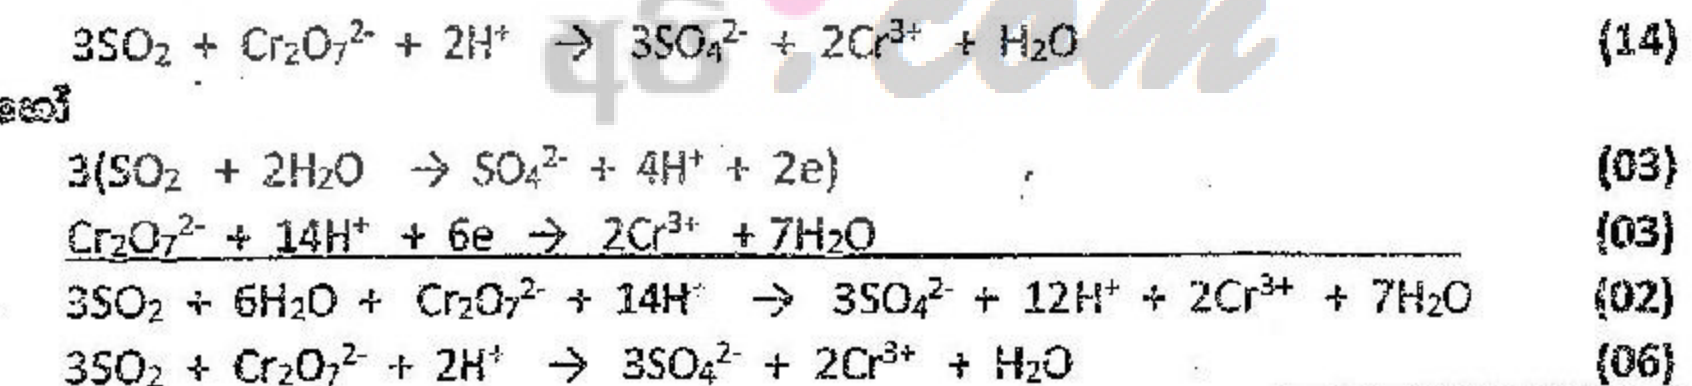 3SO₂ + Cr₂O₇²⁻ + 2H⁺ → 3SO₄²⁻ + 2Cr³⁺ + H₂O (14)
හෝ
3(SO₂ + 2H₂O → SO₄²⁻ + 4H⁺ + 2e) (03)
Cr₂O₇²⁻ + 14H⁺ + 6e → 2Cr³⁺ + 7H₂O (03)
3SO₂ + 6H₂O + Cr₂O₇²⁻ + 14H⁺ → 3SO₄²⁻ + 12H⁺ + 2Cr³⁺ + 7H₂O (02)
3SO₂ + Cr₂O₇²⁻ + 2H⁺ → 3SO₄²⁻ + 2Cr³⁺ + H₂O (06)